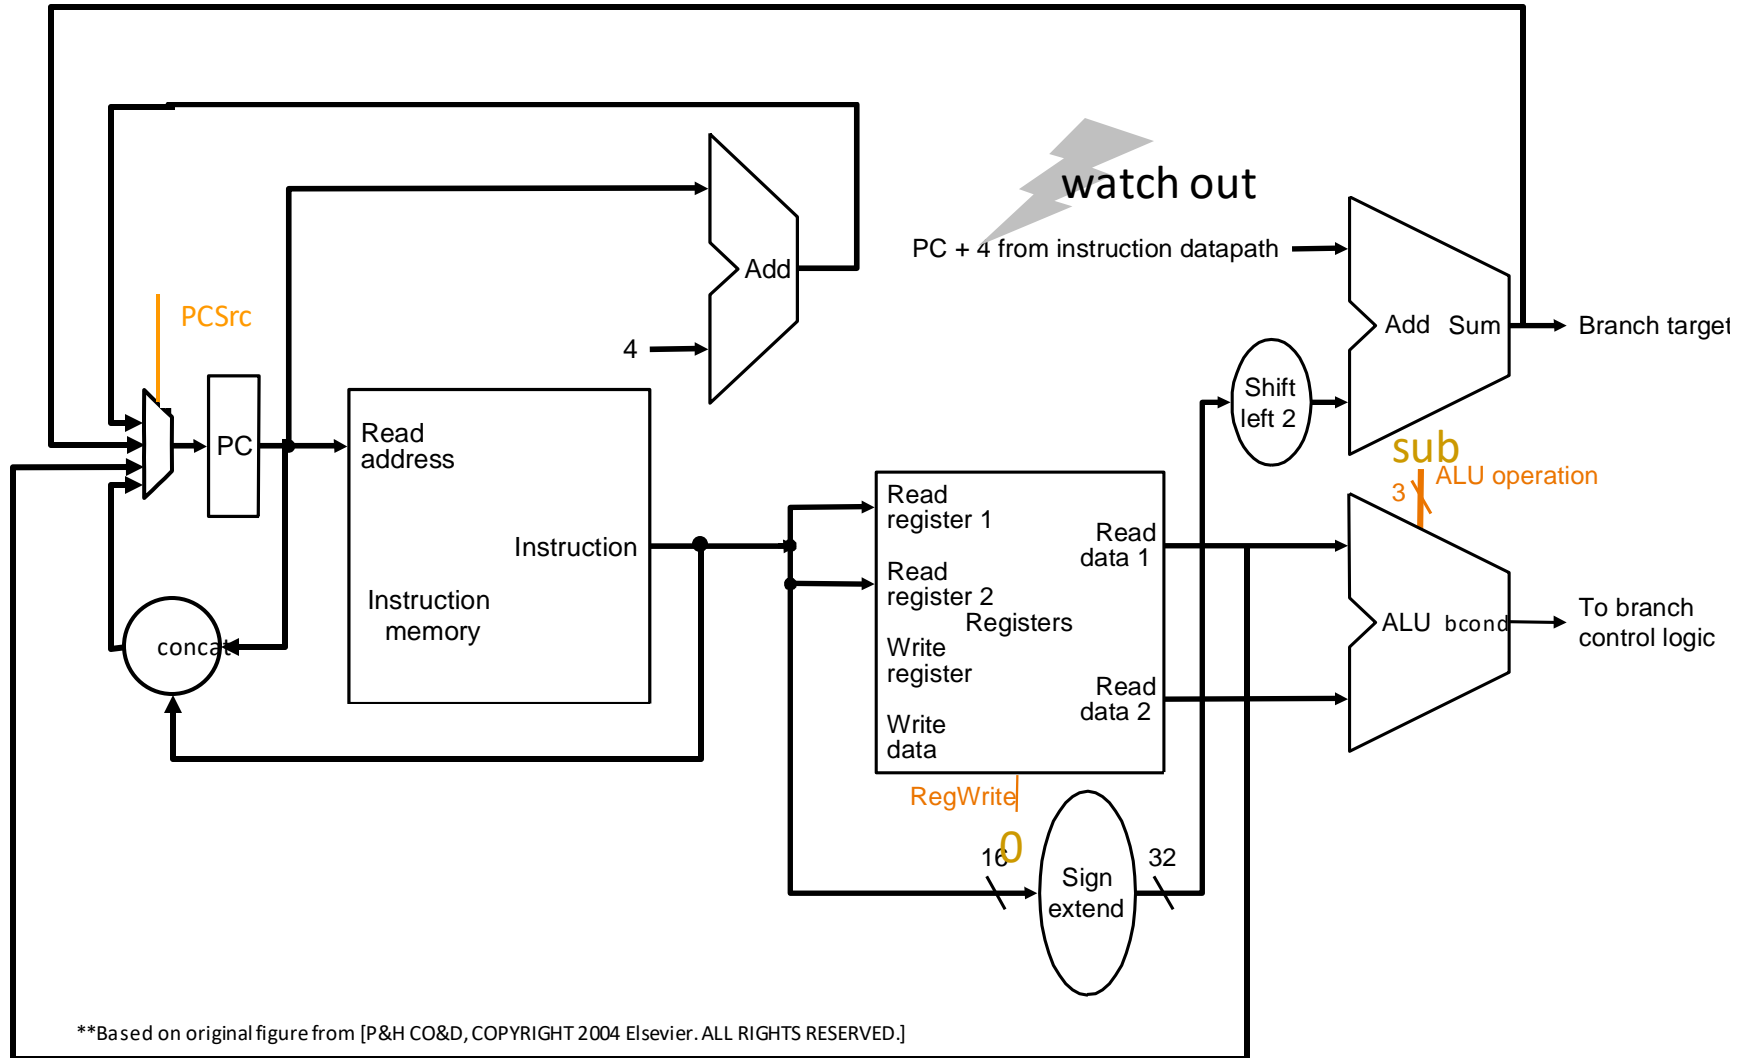 watch out
PC + 4 from instruction datapath
Add
PCSrc
4
Add Sum
Branch target
Shift
left 2
PC
Read
address
sub
ALU operation
3
Read
register 1
Read
data 1
Instruction
Read
register 2
Registers
Instruction
memory
ALU bcond
To branch
control logic
concat
Write
register
Read
data 2
Write
data
RegWrite
0
16
32
Sign
extend
**Based on original figure from [P&H CO&D, COPYRIGHT 2004 Elsevier. ALL RIGHTS RESERVED.]